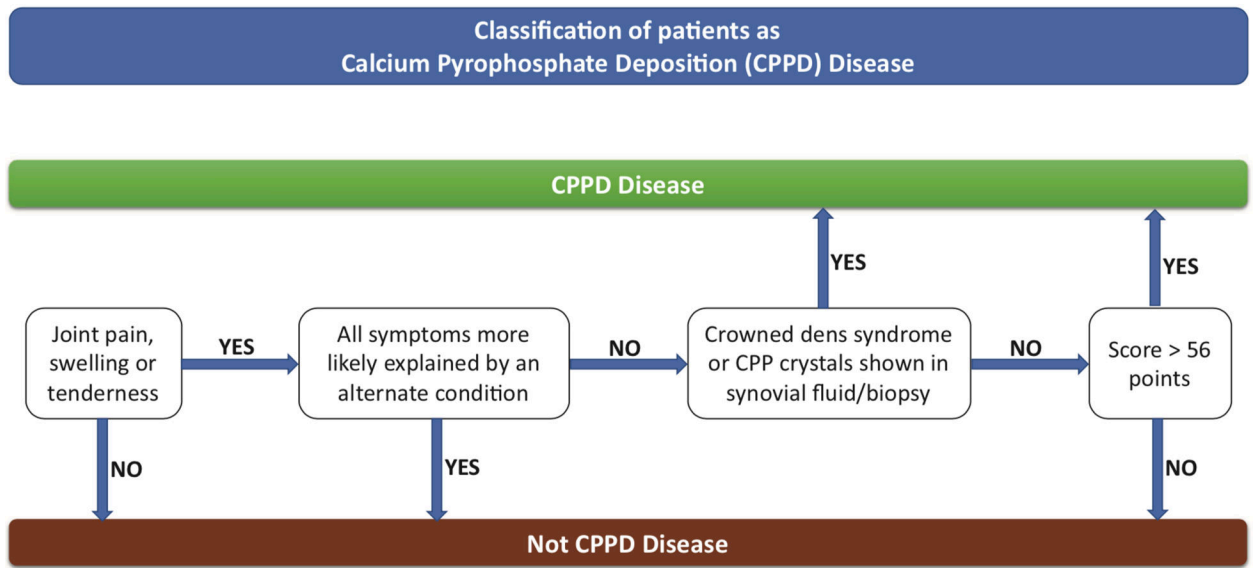 Classification of patients as
Calcium Pyrophosphate Deposition (CPPD) Disease
CPPD Disease
YES
YES
Joint pain,
swelling or
tenderness
YES
All symptoms more
likely explained by an
alternate condition
NO
Crowned dens syndrome
or CPP crystals shown in
synovial fluid/biopsy
NO
Score > 56
points
NO
YES
NO
Not CPPD Disease